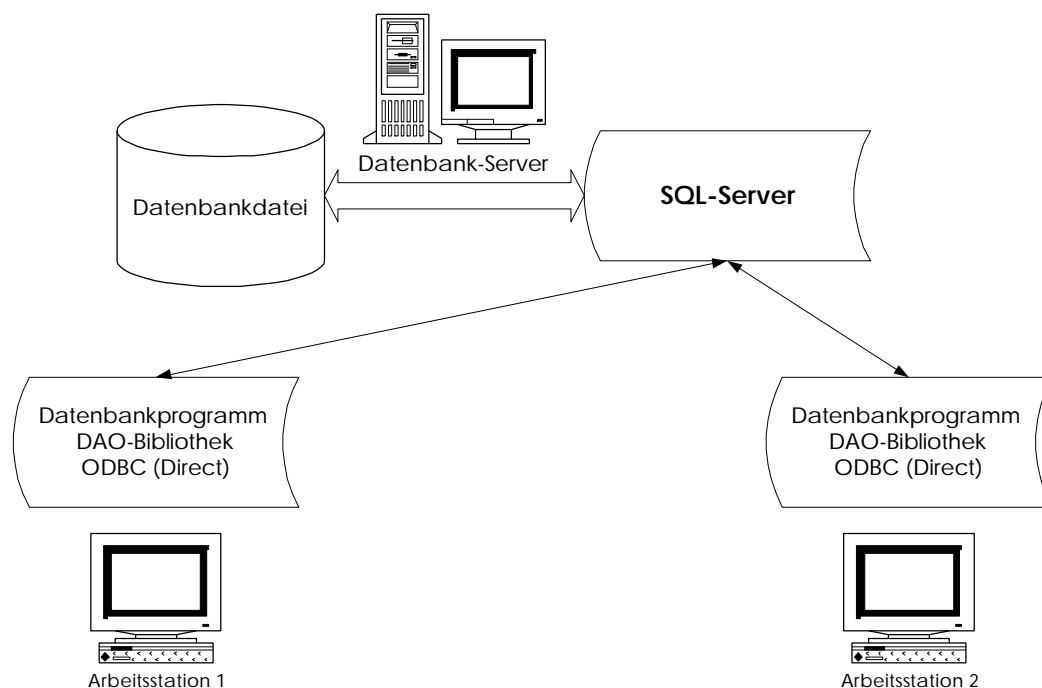 Datenbank-Server
Datenbankdatei
SQL-Server
Datenbankprogramm
DAO-Bibliothek
ODBC (Direct)
Datenbankprogramm
DAO-Bibliothek
ODBC (Direct)
Arbeitsstation 1
Arbeitsstation 2